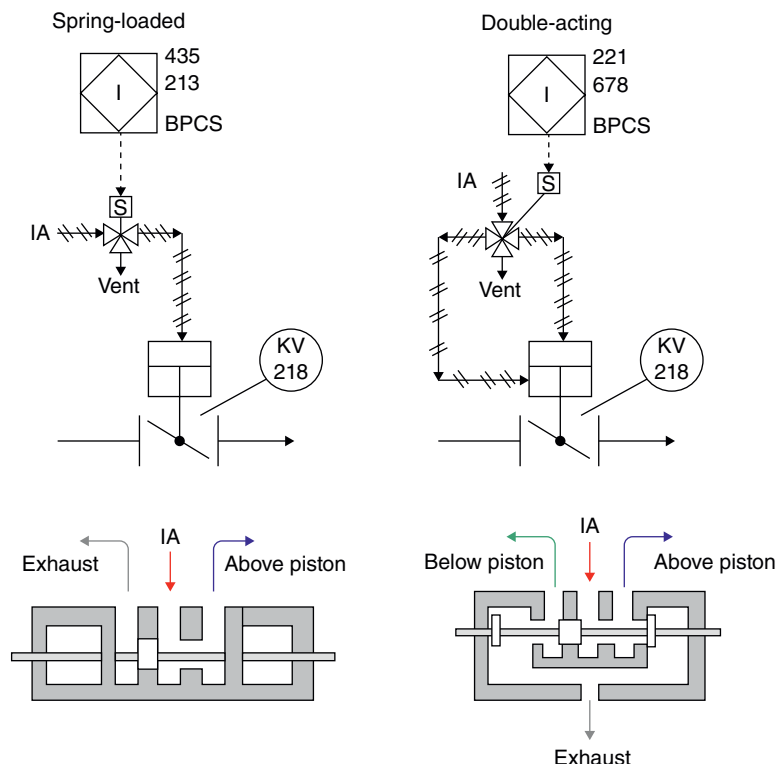 Spring-loaded
435
213
I
BPCS
S
IA
Vent
KV
218
Double-acting
221
678
I
BPCS
IA
S
Vent
KV
218
IA
Exhaust
Above piston
IA
Below piston
Above piston
Exhaust